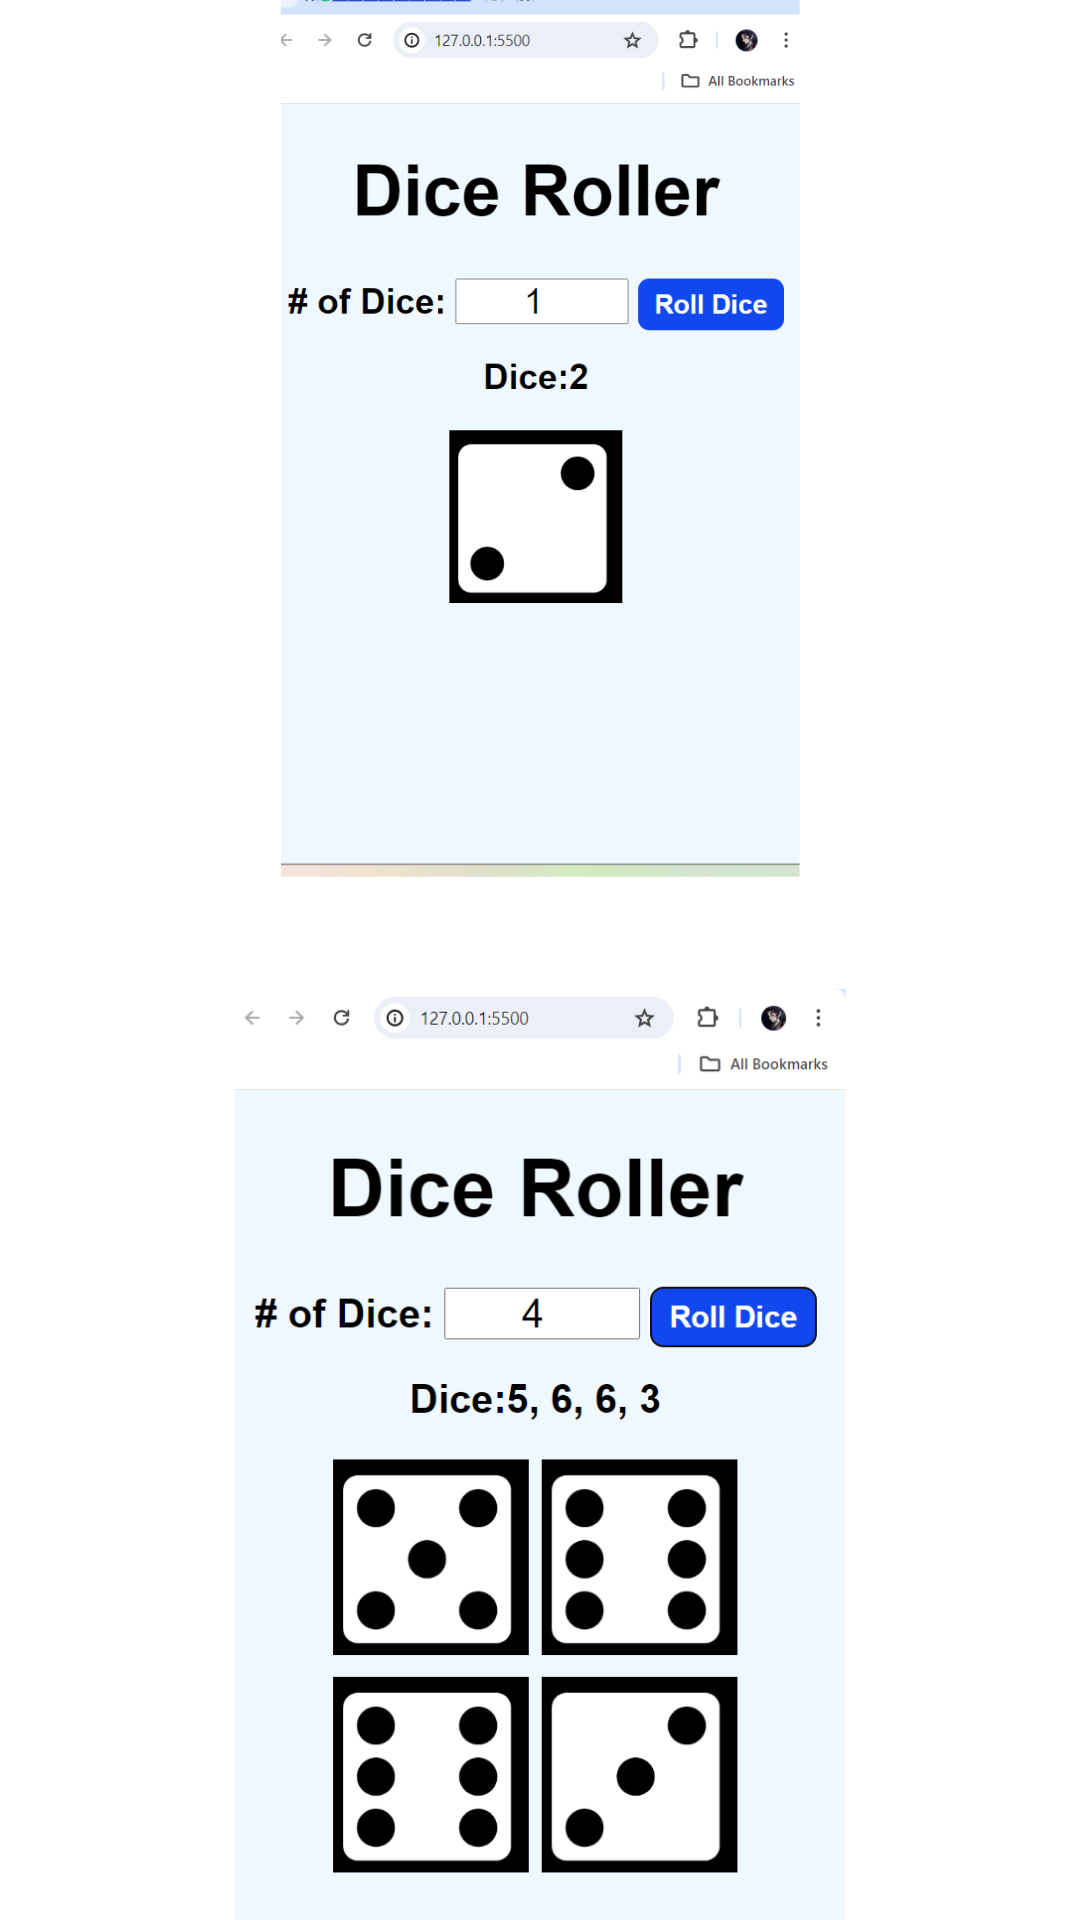 127.0.0.1:5500
All Bookmarks
Dice Roller
# of Dice: 1 Roll Dice
Dice:2
127.0.0.1:5500
All Bookmarks
Dice Roller
# of Dice: 4 Roll Dice
Dice:5, 6, 6, 3